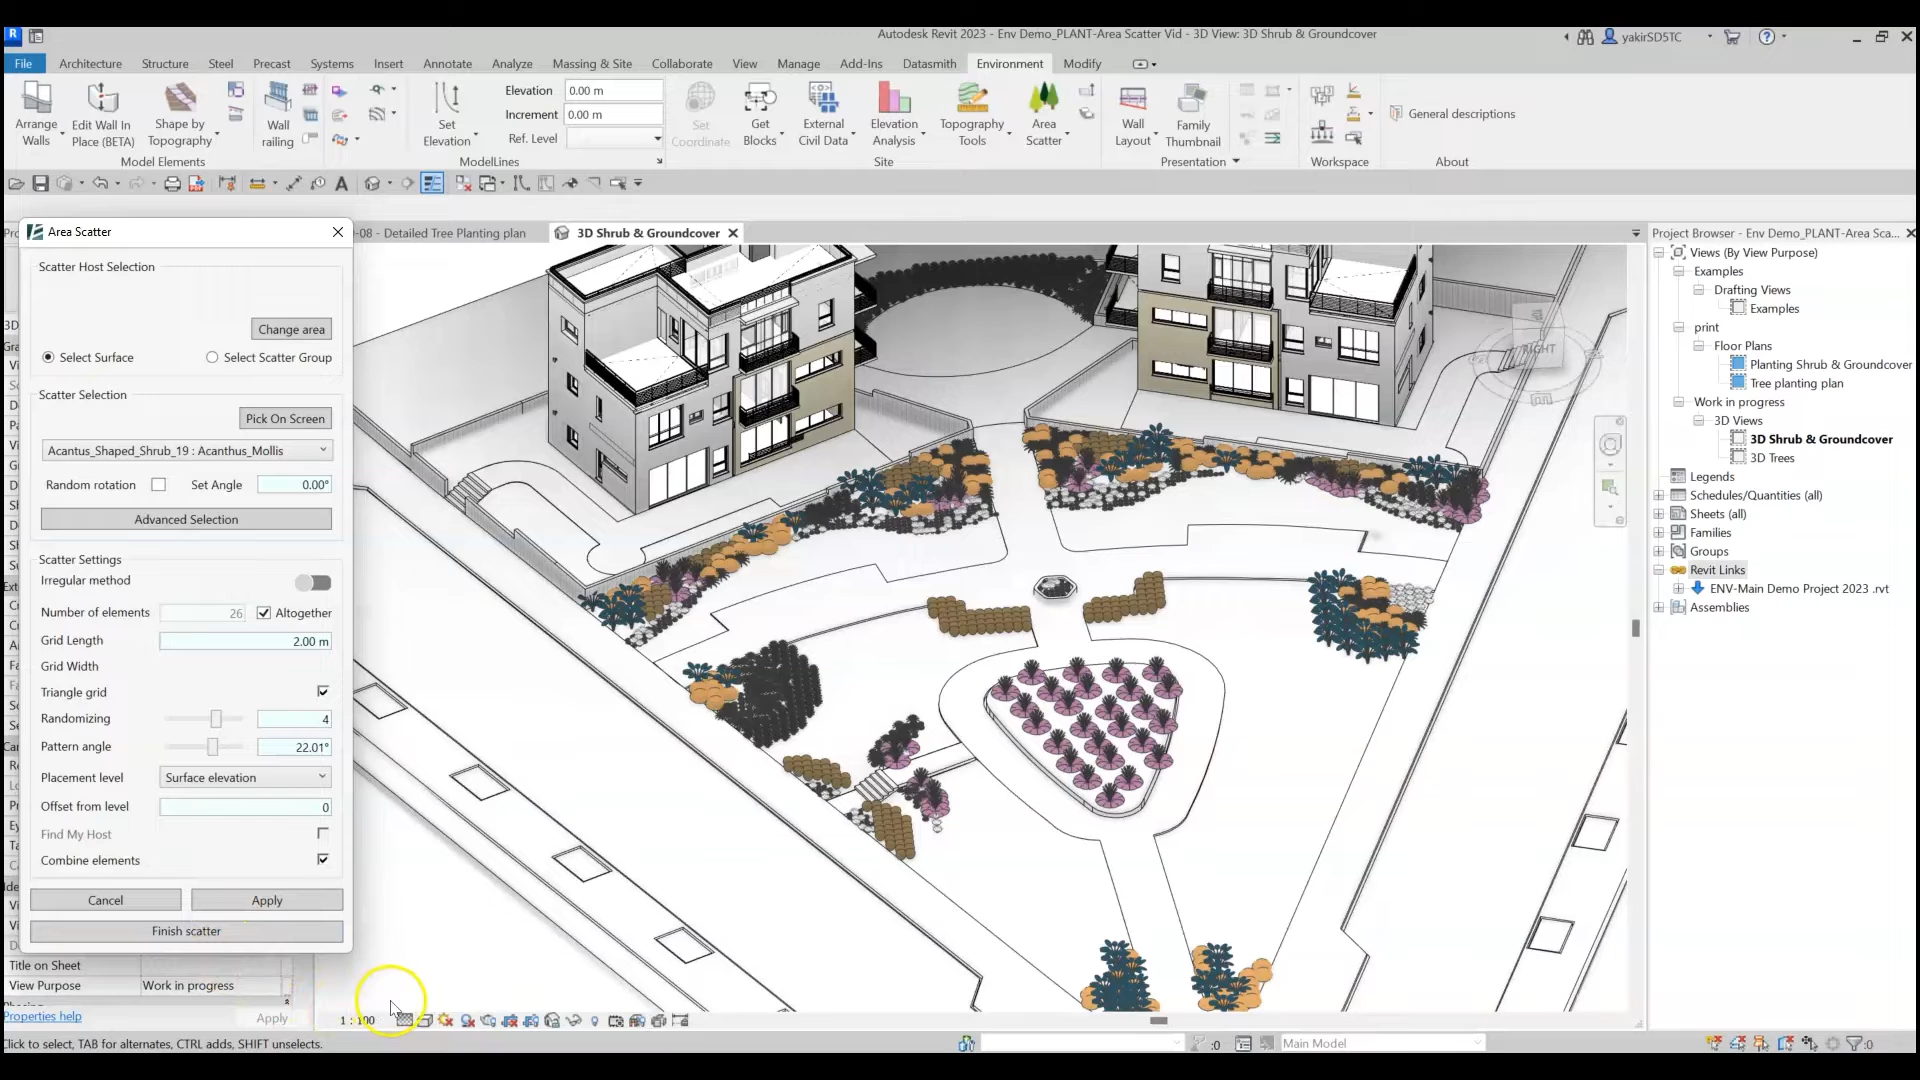 R
Autodesk Revit 2023 - Env Demo_PLANT-Area Scatter Vid - 3D View: 3D Shrub & Groundcover
yakirSD5TC
File Architecture Structure Steel Precast Systems Insert Annotate Analyze Massing & Site Collaborate View Manage Add-Ins Datasmith Environment Modify
Arrange Walls
Edit Wall In Place (BETA)
Shape by Topography
Wall railing
Set Elevation
Elevation 0.00 m
Increment 0.00 m
Ref. Level
Set Coordinate
Get Blocks
External Civil Data
Elevation Analysis
Topography Tools
Area Scatter
Wall Layout
Family Thumbnail
General descriptions
Model Elements ModelLines Site Presentation Workspace About
Area Scatter
-08 - Detailed Tree Planting plan
3D Shrub & Groundcover
Project Browser - Env Demo_PLANT-Area Sca...
Scatter Host Selection
Change area
Select Surface Select Scatter Group
Scatter Selection
Pick On Screen
Acantus_Shaped_Shrub_19 : Acanthus_Mollis
Random rotation Set Angle 0.00°
Advanced Selection
Scatter Settings
Irregular method
Number of elements 26 Altogether
Grid Length 2.00 m
Grid Width
Triangle grid
Randomizing 4
Pattern angle 22.01°
Placement level Surface elevation
Offset from level 0
Find My Host
Combine elements
Cancel Apply
Finish scatter
Title on Sheet
View Purpose Work in progress
Properties help Apply
1 : 100
RIGHT
Views (By View Purpose)
Examples
Drafting Views
Examples
print
Floor Plans
Planting Shrub & Groundcover
Tree planting plan
Work in progress
3D Views
3D Shrub & Groundcover
3D Trees
Legends
Schedules/Quantities (all)
Sheets (all)
Families
Groups
Revit Links
ENV-Main Demo Project 2023 .rvt
Assemblies
Click to select, TAB for alternates, CTRL adds, SHIFT unselects.
:0
Main Model
:0